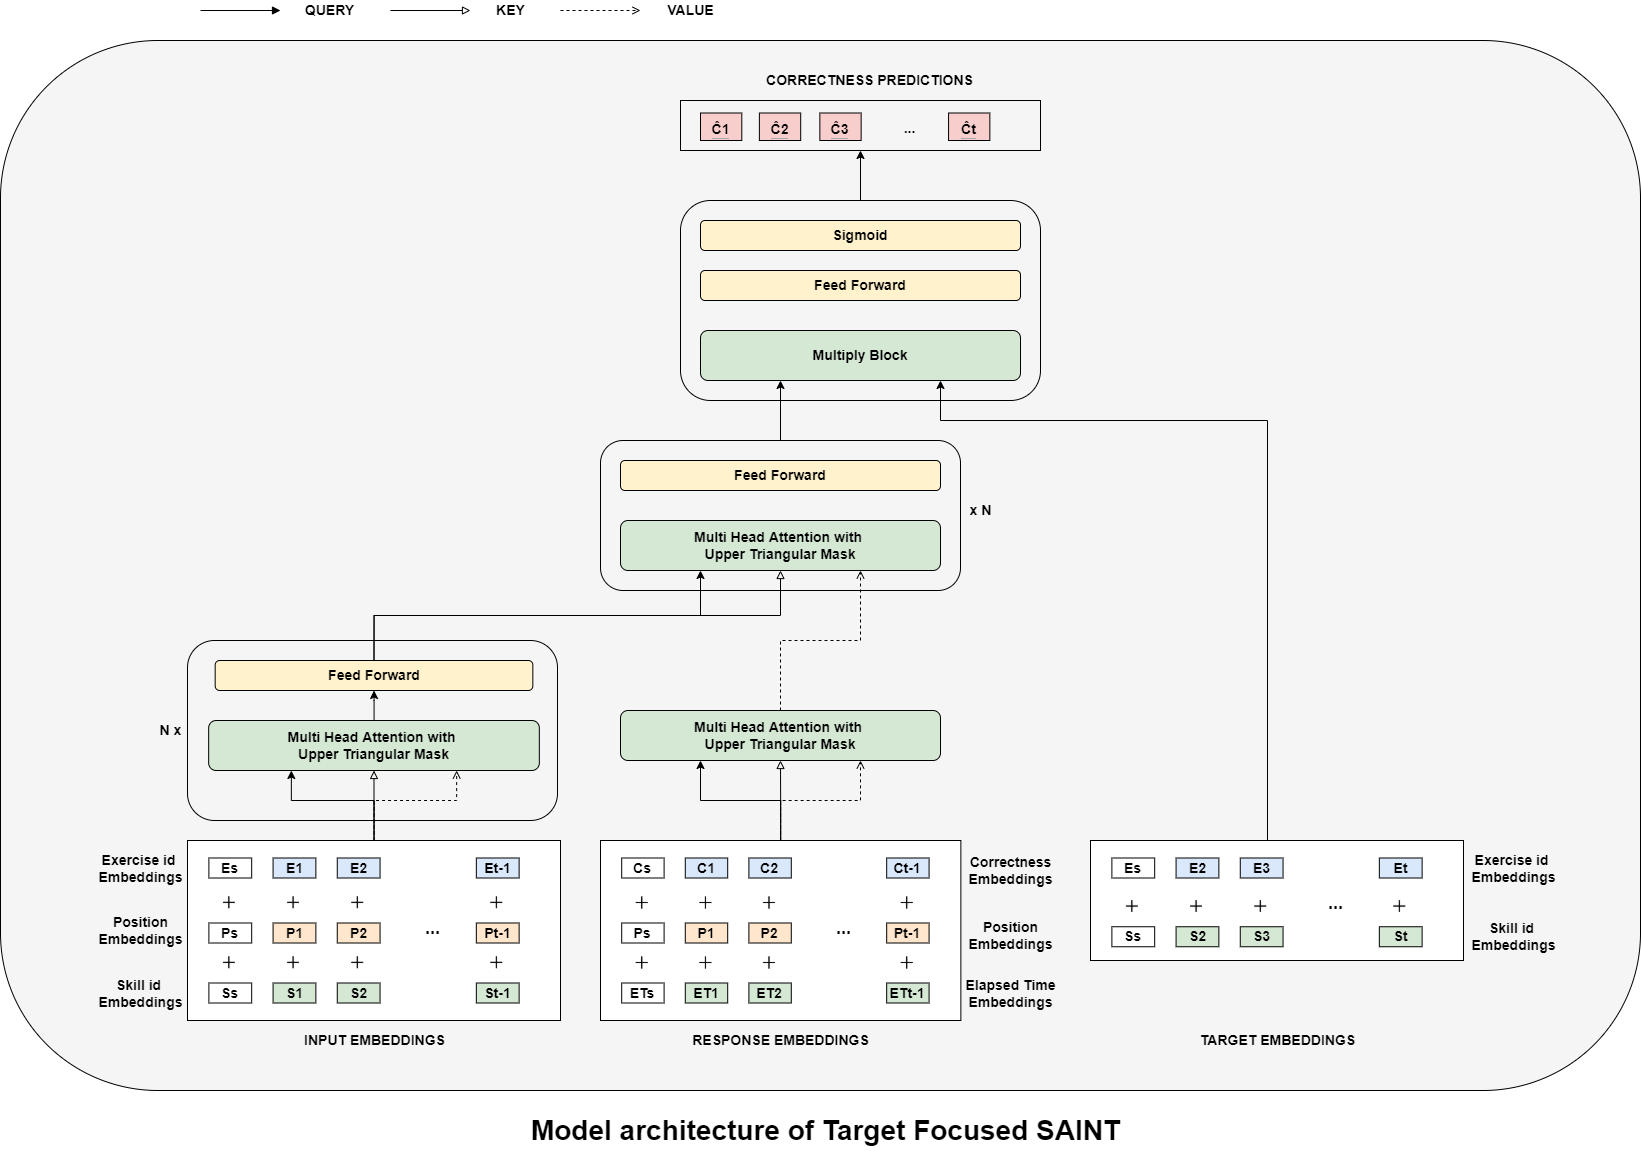 QUERY KEY VALUE
CORRECTNESS PREDICTIONS
Ĉ1 Ĉ2 Ĉ3 ... Ĉt
Sigmoid
Feed Forward
Multiply Block
Feed Forward
x N
Multi Head Attention with
Upper Triangular Mask
Feed Forward
N x
Multi Head Attention with
Upper Triangular Mask
Multi Head Attention with
Upper Triangular Mask
Exercise id
Embeddings
Es E1 E2 Et-1
+ + + +
Position
Embeddings
Ps P1 P2 ... Pt-1
+ + + +
Skill id
Embeddings
Ss S1 S2 St-1
INPUT EMBEDDINGS
Cs C1 C2 Ct-1
Correctness
Embeddings
+ + + +
Ps P1 P2 ... Pt-1
Position
Embeddings
+ + + +
ETs ET1 ET2 ETt-1
Elapsed Time
Embeddings
RESPONSE EMBEDDINGS
Es E2 E3 Et
Exercise id
Embeddings
+ + + ... +
Ss S2 S3 St
Skill id
Embeddings
TARGET EMBEDDINGS
Model architecture of Target Focused SAINT